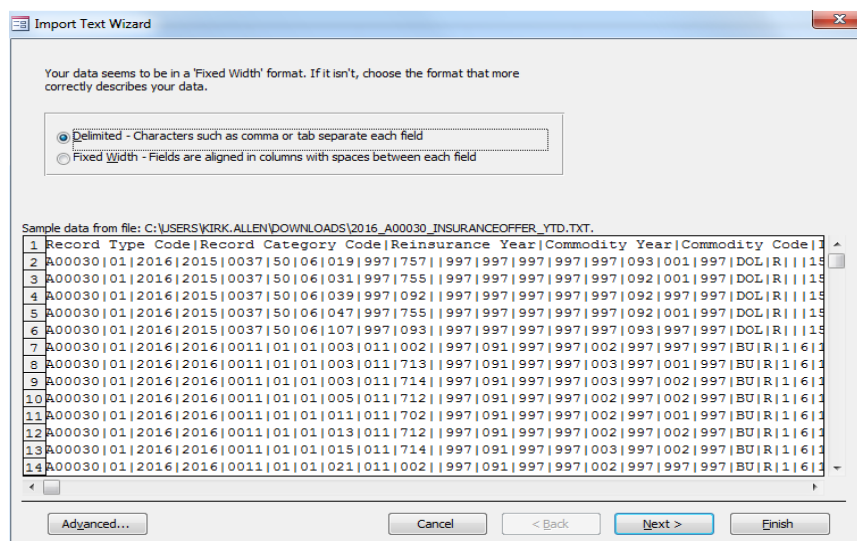 Import Text Wizard
Your data seems to be in a 'Fixed Width' format. If it isn't, choose the format that more
correctly describes your data.
Delimited - Characters such as comma or tab separate each field
Fixed Width - Fields are aligned in columns with spaces between each field
Sample data from file: C:\USERS\KIRK.ALLEN\DOWNLOADS\2016_A00030_INSURANCEOFFER_YTD.TXT.
1 Record Type Code|Record Category Code|Reinsurance Year|Commodity Year|Commodity Code|I
2 A00030|01|2016|2015|0037|50|06|019|997|757||997|997|997|997|997|093|001|997|DOL|R|||15
3 A00030|01|2016|2015|0037|50|06|031|997|755||997|997|997|997|997|092|001|997|DOL|R|||15
4 A00030|01|2016|2015|0037|50|06|039|997|092||997|997|997|997|997|092|997|997|DOL|R|||15
5 A00030|01|2016|2015|0037|50|06|047|997|755||997|997|997|997|997|092|001|997|DOL|R|||15
6 A00030|01|2016|2015|0037|50|06|107|997|093||997|997|997|997|997|093|997|997|DOL|R|||15
7 A00030|01|2016|2016|0011|01|01|003|011|002||997|091|997|997|002|997|997|997|BU|R|1|6|1
8 A00030|01|2016|2016|0011|01|01|003|011|713||997|091|997|997|003|997|001|997|BU|R|1|6|1
9 A00030|01|2016|2016|0011|01|01|003|011|714||997|091|997|997|003|997|002|997|BU|R|1|6|1
10 A00030|01|2016|2016|0011|01|01|005|011|712||997|091|997|997|002|997|002|997|BU|R|1|6|1
11 A00030|01|2016|2016|0011|01|01|011|011|702||997|091|997|997|002|997|001|997|BU|R|1|6|1
12 A00030|01|2016|2016|0011|01|01|013|011|712||997|091|997|997|002|997|002|997|BU|R|1|6|1
13 A00030|01|2016|2016|0011|01|01|015|011|714||997|091|997|997|003|997|002|997|BU|R|1|6|1
14 A00030|01|2016|2016|0011|01|01|021|011|002||997|091|997|997|002|997|997|997|BU|R|1|6|1
Advanced... Cancel < Back Next > Finish